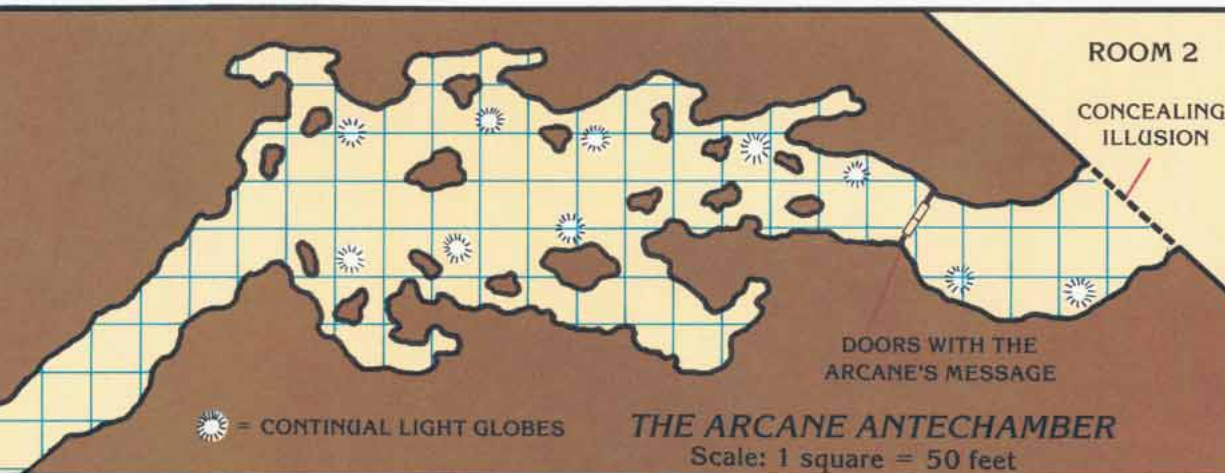 ROOM 2
CONCEALING
ILLUSION
DOORS WITH THE
ARCANE'S MESSAGE
= CONTINUAL LIGHT GLOBES
THE ARCANE ANTECHAMBER
Scale: 1 square = 50 feet